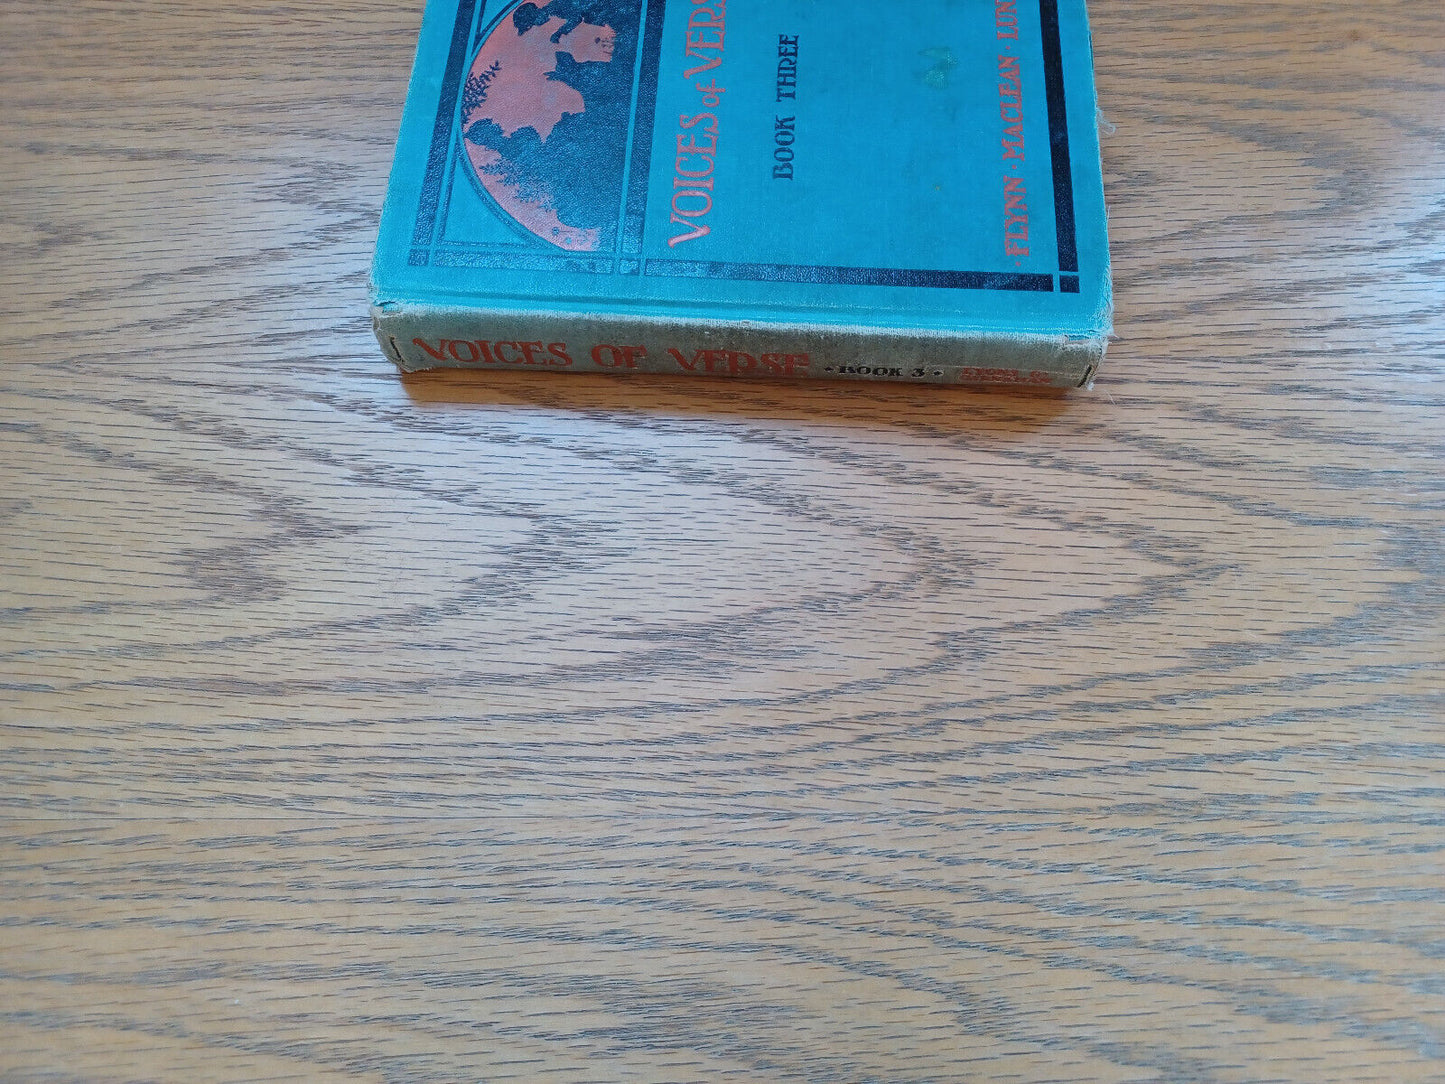 VOICES of VERS
BOOK THREE
· FLYNN · MACLEAN · LUN
VOICES OF VERSE · BOOK 3 ·